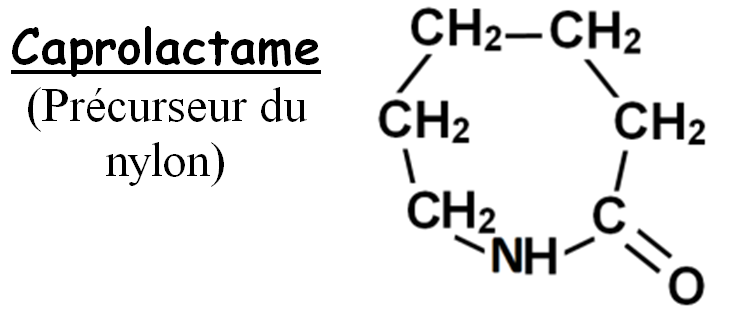 Caprolactame
(Précurseur du
nylon)
CH₂—CH₂
CH₂ CH₂
CH₂ C
NH
O